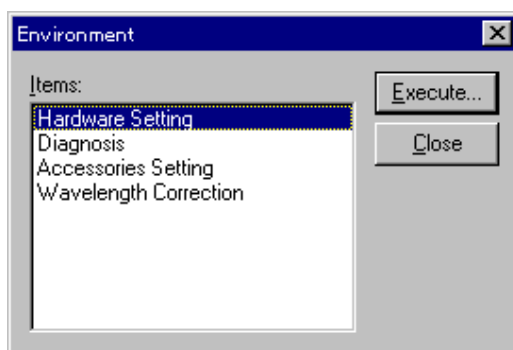 Environment
Items:
Hardware Setting
Diagnosis
Accessories Setting
Wavelength Correction
Execute...
Close